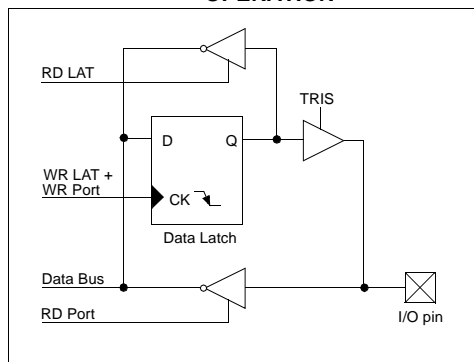 OPERATION
RD LAT
TRIS
D Q
WR LAT +
WR Port
CK
Data Latch
Data Bus
RD Port
I/O pin